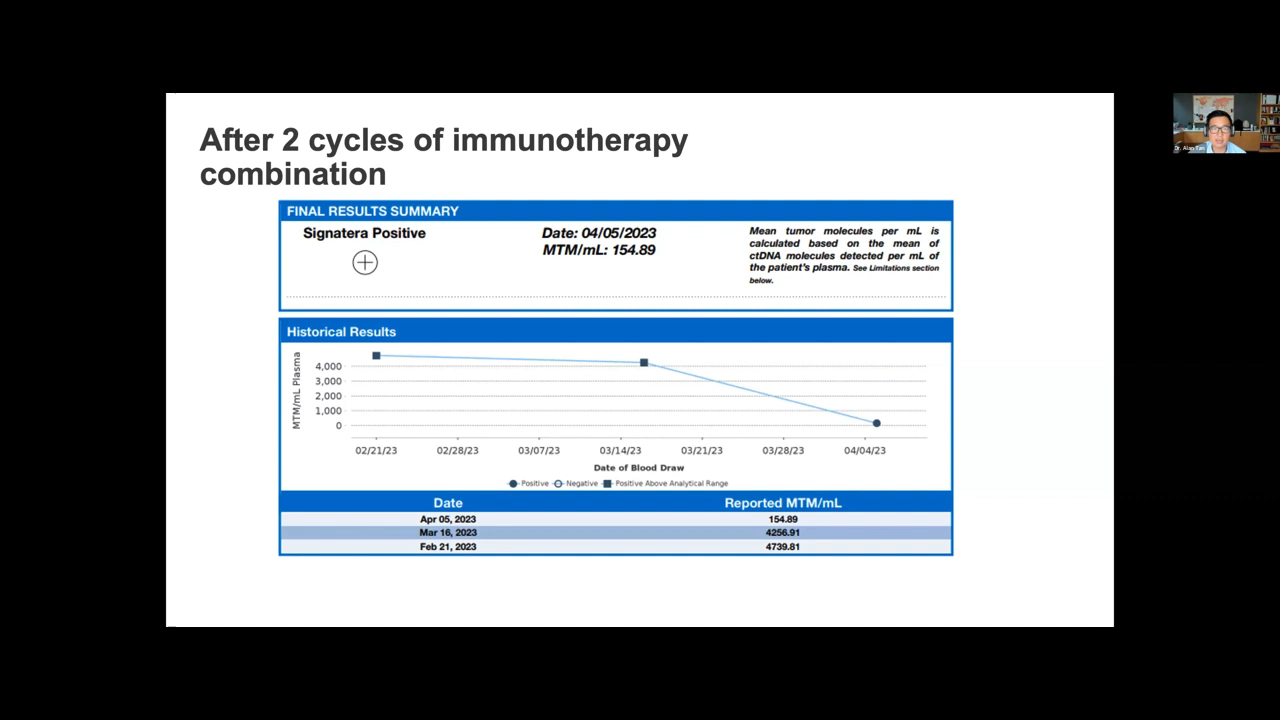 After 2 cycles of immunotherapy
combination
FINAL RESULTS SUMMARY
Signatera Positive
Date: 04/05/2023
MTM/mL: 154.89
Mean tumor molecules per mL is
calculated based on the mean of
ctDNA molecules detected per mL of
the patient's plasma. See Limitations section
below.
Historical Results
MTM/mL Plasma
4,000
3,000
2,000
1,000
0
02/21/23 02/28/23 03/07/23 03/14/23 03/21/23 03/28/23 04/04/23
Date of Blood Draw
Positive Negative Positive Above Analytical Range
Date Reported MTM/mL
Apr 05, 2023 154.89
Mar 16, 2023 4256.91
Feb 21, 2023 4739.81
Dr. Alan Tan